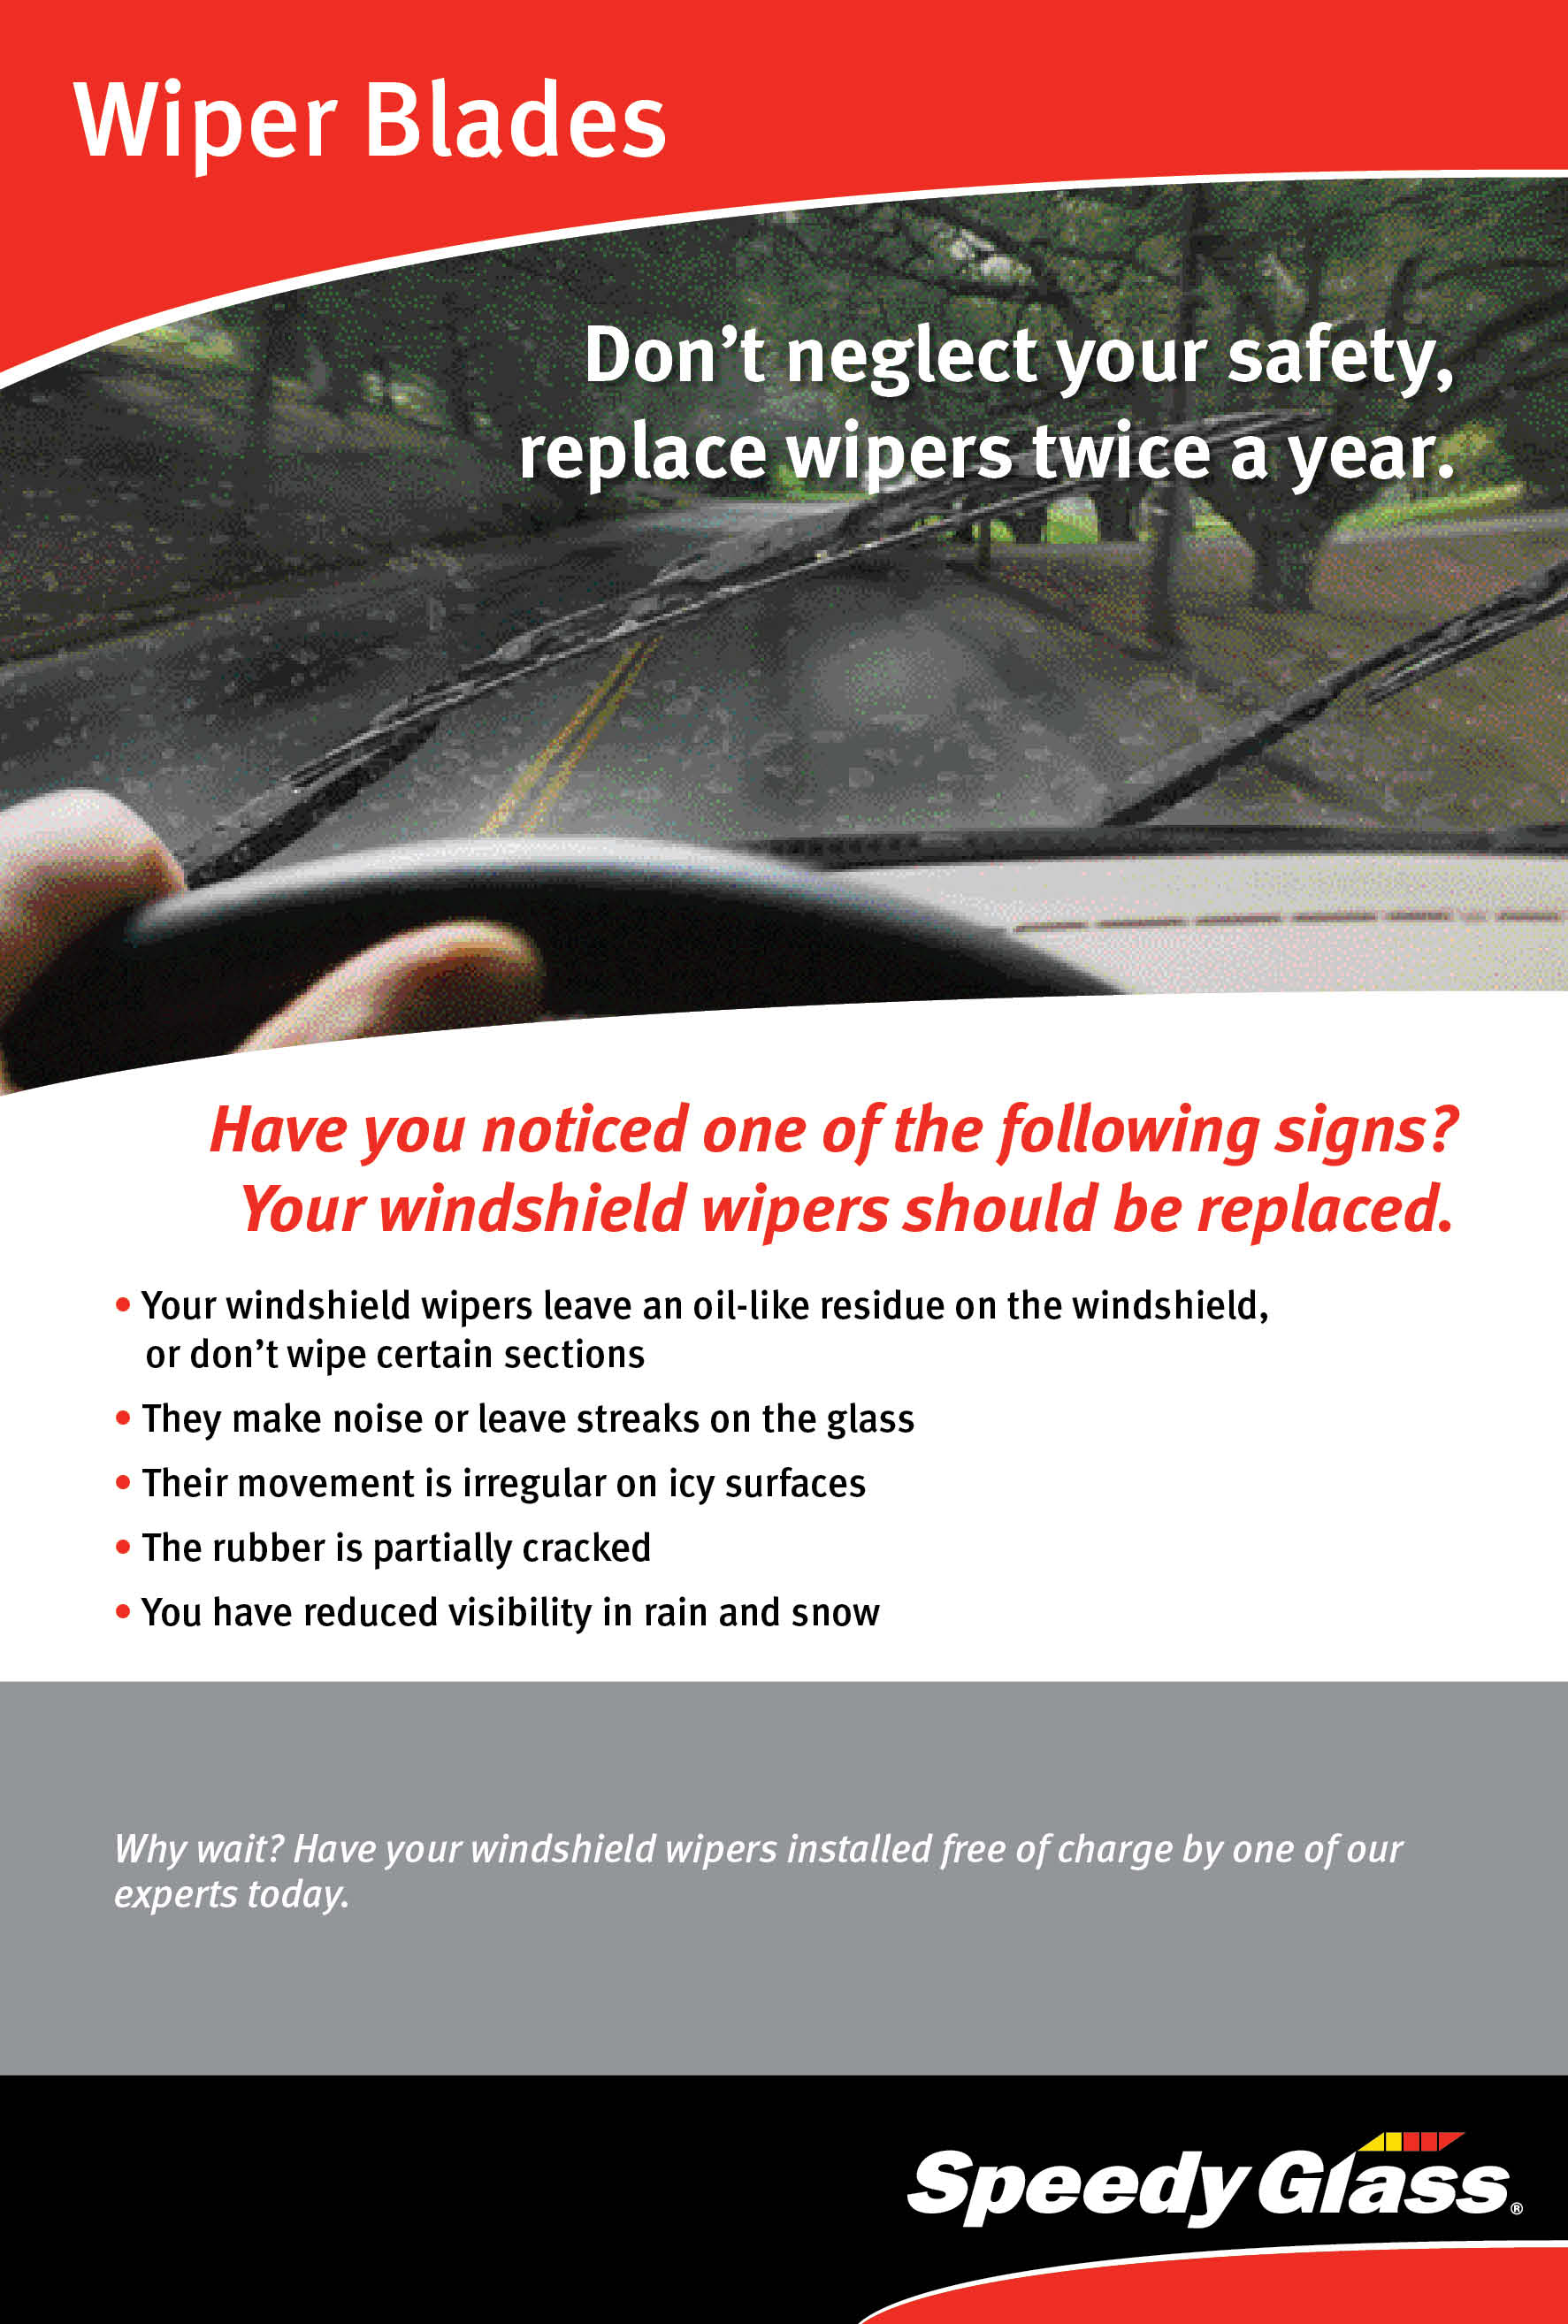 Wiper Blades
Don’t neglect your safety,
replace wipers twice a year.
Have you noticed one of the following signs?
Your windshield wipers should be replaced.
• Your windshield wipers leave an oil-like residue on the windshield,
or don’t wipe certain sections
• They make noise or leave streaks on the glass
• Their movement is irregular on icy surfaces
• The rubber is partially cracked
• You have reduced visibility in rain and snow
Why wait? Have your windshield wipers installed free of charge by one of our
experts today.
Speedy Glass®